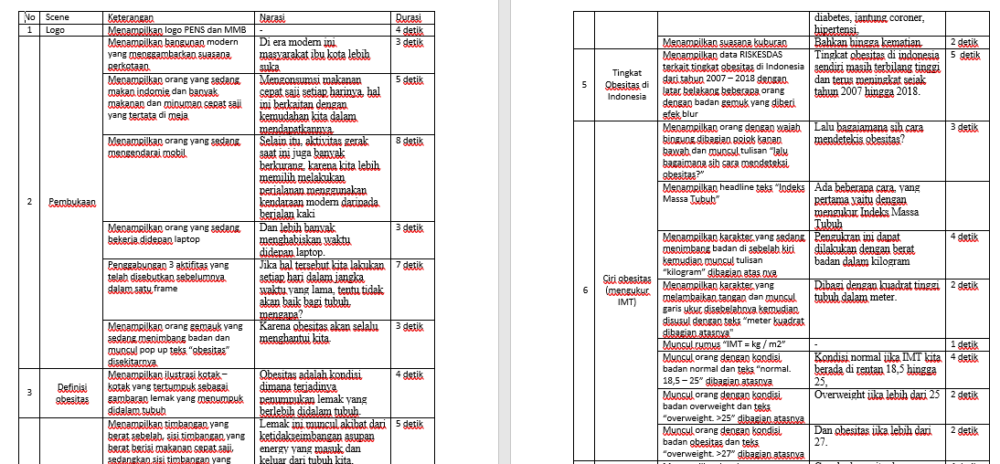 No Scene Keterangan Narasi Durasi
1 Logo Menampilkan logo PENS dan MMB - 4 detik
Menampilkan bangunan modern
yang menggambarkan suasana
perkotaan
Di era modern ini
masyarakat ibu kota lebih
suka
3 detik
Menampilkan orang yang sedang
makan indomie dan banyak
makanan dan minuman cepat saji
yang tertata di meja
Mengonsumsi makanan
cepat saji setiap harinya, hal
ini berkaitan dengan
kemudahan kita dalam
mendapatkannya
5 detik
Menampilkan orang yang sedang
mengendarai mobil
Selain itu, aktivitas gerak
saat ini juga banyak
berkurang, karena kita lebih
memilih melakukan
perjalanan menggunakan
kendaraan modern daripada
berjalan kaki
8 detik
2 Pembukaan
Menampilkan orang yang sedang
bekerja didepan laptop
Dan lebih banyak
menghabiskan waktu
didepan laptop.
3 detik
Penggabungan 3 aktifitas yang
telah disebutkan sebelumnya
dalam satu frame
Jika hal tersebut kita lakukan
setiap hari dalam jangka
waktu yang lama, tentu tidak
akan baik bagi tubuh.
mengapa?
7 detik
Menampilkan orang gemauk yang
sedang menimbang badan dan
muncul pop up teks “obesitas”
disekitarnya
Karena obesitas akan selalu
menghantui kita.
3 detik
3 Definisi
obesitas
Menampilkan ilustrasi kotak –
kotak yang tertumpuk sebagai
gambaran lemak yang menumpuk
didalam tubuh
Obesitas adalah kondisi
dimana terjadinya
penumpukan lemak yang
berlebih didalam tubuh.
4 detik
Menampilkan timbangan yang
berat sebelah, sisi timbangan yang
berat berisi makanan cepat saji,
sedangkan sisi timbangan yang
Lemak ini muncul akibat dari
ketidakseimbangan asupan
energy yang masuk dan
keluar dari tubuh kita.
5 detik
diabetes, jantung coroner,
hipertensi.
Menampilkan suasana kuburan Bahkan hingga kematian 2 detik
5 Tingkat
Obesitas di
Indonesia
Menampilkan data RISKESDAS
terkait tingkat obesitas di Indonesia
dari tahun 2007 – 2018 dengan
latar belakang beberapa orang
dengan badan gemuk yang diberi
efek blur
Tingkat obesitas di indonesia
sendiri masih terbilang tinggi
dan terus meningkat sejak
tahun 2007 hingga 2018.
5 detik
Menampilkan orang dengan wajah
bingung dibagian pojok kanan
bawah dan muncul tulisan “lalu
bagaimana sih cara mendeteksi
obesitas?”
Lalu bagaiamana sih cara
mendetekis obesitas?
3 detik
Menampilkan headline teks “Indeks
Massa Tubuh”
Ada beberapa cara, yang
pertama yaitu dengan
mengukur Indeks Massa
Tubuh
6 Ciri obesitas
(mengukur
IMT)
Menampilkan karakter yang sedang
menimbang badan di sebelah kiri
kemudian muncul tulisan
“kilogram” dibagian atas nya
Pengukran ini dapat
dilakukan dengan berat
badan dalam kilogram
4 detik
Menampilkan karakter yang
melambaikan tangan dan muncul
garis ukur disebelahnya kemudian
disusul dengan teks “meter kuadrat
dibagian atasnya"
Dibagi dengan kuadrat tinggi
tubuh dalam meter.
2 detik
Muncul rumus “IMT = kg / m2” - 1 detik
Muncul orang dengan kondisi
badan normal dan teks “normal.
18,5 – 25” dibagian atasnya
Kondisi normal jika IMT kita
berada di rentan 18,5 hingga
25,
4 detik
Muncul orang dengan kondisi
badan overweight dan teks
“overweight. >25” dibagian atasnya
Overweight jika lebih dari 25
2 detik
Muncul orang dengan kondisi
badan obesitas dan teks
“overweight. >27” dibagian atasnya
Dan obesitas jika lebih dari
27.
2 detik